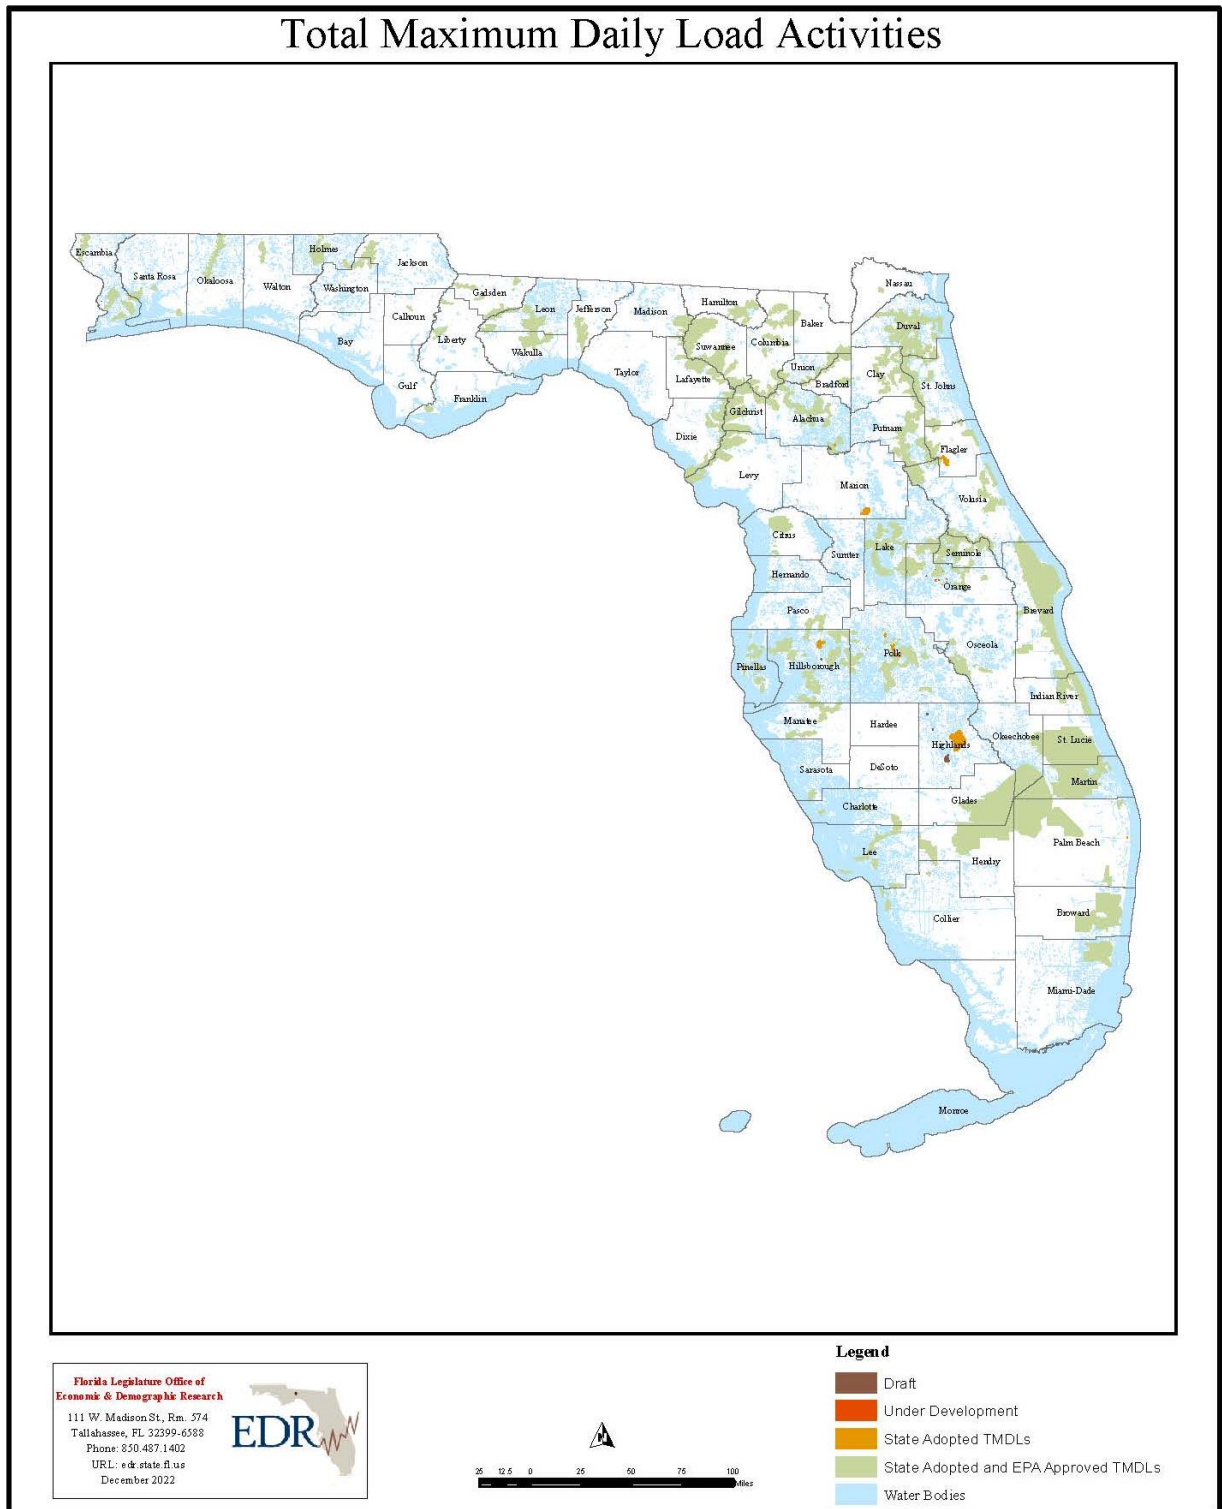 Total Maximum Daily Load Activities
Escambia
Santa Rosa
Okaloosa
Walton
Holmes
Washington
Jackson
Calhoun
Bay
Gulf
Liberty
Gadsden
Franklin
Leon
Wakulla
Jefferson
Madison
Taylor
Hamilton
Suwannee
Lafayette
Dixie
Columbia
Gilchrist
Baker
Union
Bradford
Alachua
Levy
Nassau
Duval
Clay
St. Johns
Putnam
Flagler
Marion
Volusia
Citrus
Sumter
Lake
Seminole
Orange
Hernando
Pasco
Brevard
Osceola
Pinellas
Hillsborough
Polk
Indian River
Manatee
Hardee
Highlands
Okeechobee
St. Lucie
Sarasota
DeSoto
Martin
Charlotte
Glades
Lee
Hendry
Palm Beach
Collier
Broward
Miami-Dade
Monroe
Florida Legislature Office of
Economic & Demographic Research
111 W. Madison St., Rm. 574
Tallahassee, FL 32399-6588
Phone: 850.487.1402
URL: edr.state.fl.us
December 2022
EDR
N
25 12.5 0 25 50 75 100
Miles
Legend
Draft
Under Development
State Adopted TMDLs
State Adopted and EPA Approved TMDLs
Water Bodies